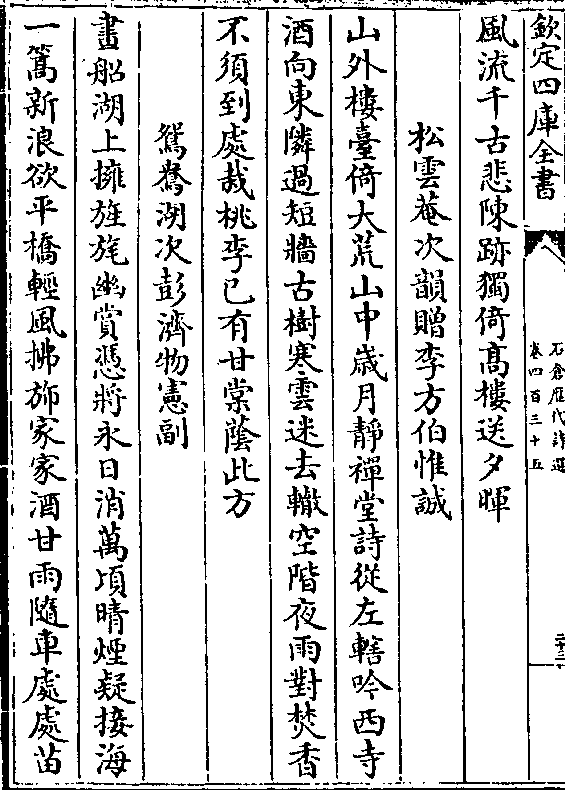 欽定四庫全書
石倉歷代詩選
卷四百三十五
風流千古悲陳跡獨倚高樓送夕暉
松雲菴次韻贈李方伯惟誠
山外樓臺倚大荒山中歲月靜禪堂詩從左轄吟西寺
酒向東隣過短牆古樹寒雲迷去轍空階夜雨對焚香
不須到處栽桃李已有甘棠蔭此方
鴛鴦湖次彭濟物憲副
畫船湖上擁旌旄幽賞憑將永日消萬頃晴煙疑接海
一篙新浪欲平橋輕風拂斾家家酒甘雨隨車處處苗